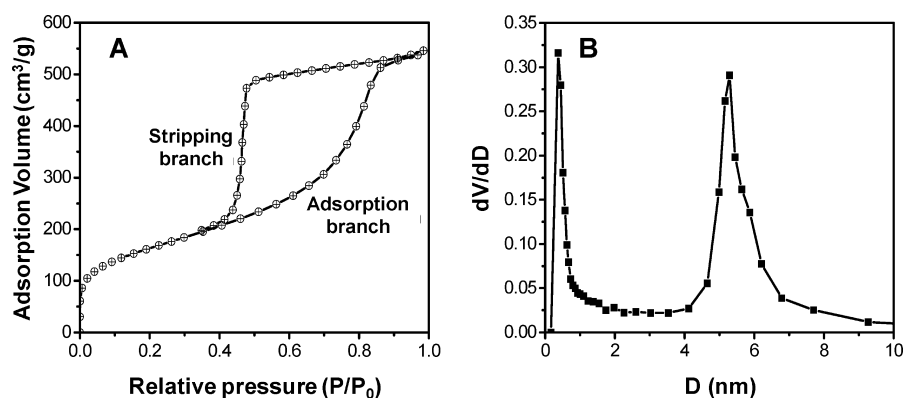 A
Adsorption Volume (cm³/g)
600
500
400
300
200
100
0
0.0 0.2 0.4 0.6 0.8 1.0
Relative pressure (P/P₀)
Stripping
branch
Adsorption
branch
B
dV/dD
0.35
0.30
0.25
0.20
0.15
0.10
0.05
0.00
0 2 4 6 8 10
D (nm)